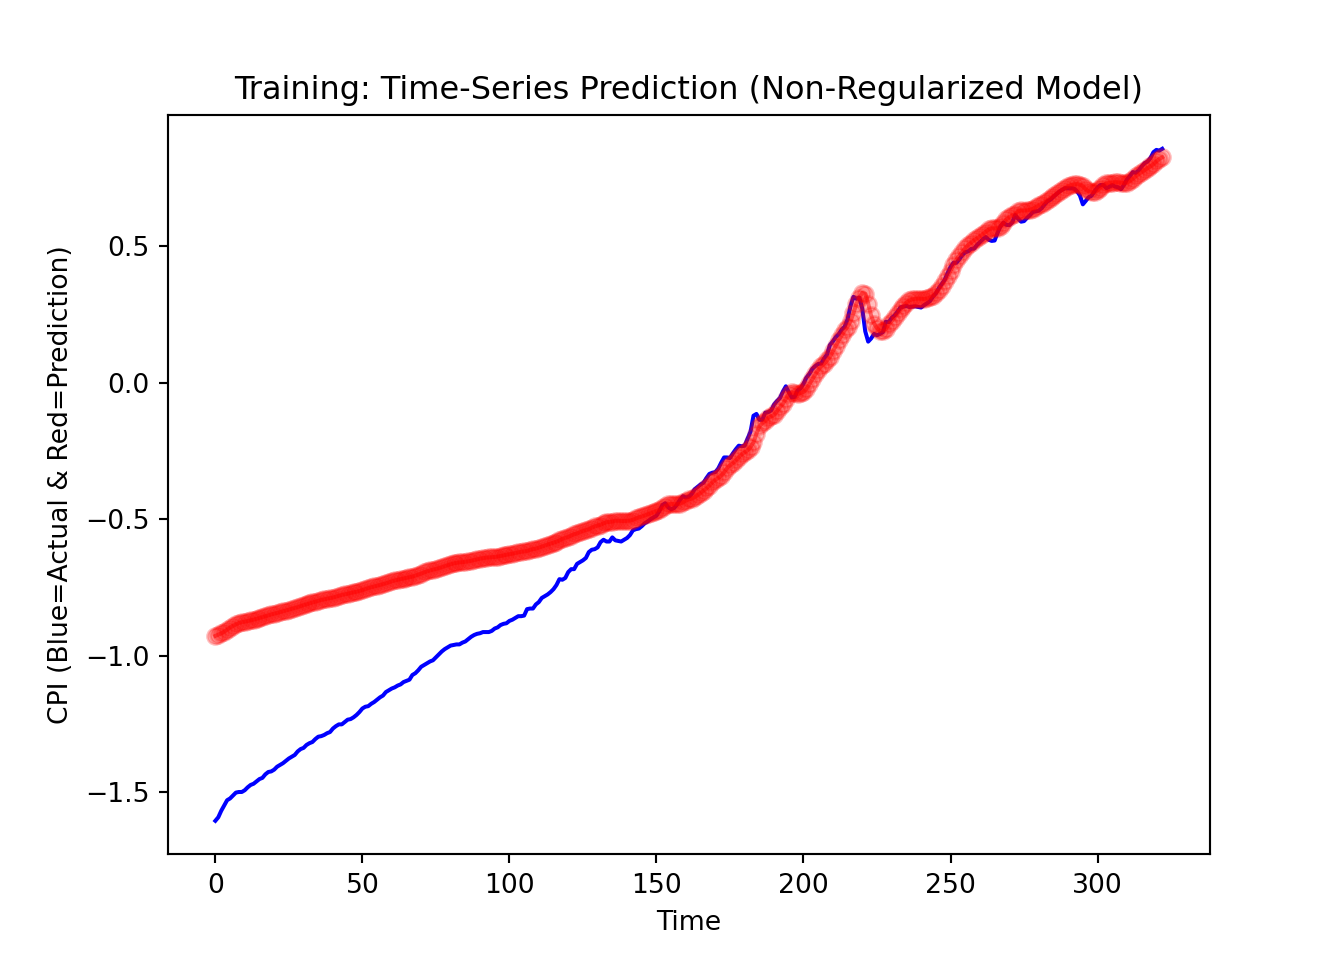 Training: Time-Series Prediction (Non-Regularized Model)
CPI (Blue=Actual & Red=Prediction)
0.5
0.0
−0.5
−1.0
−1.5
0 50 100 150 200 250 300
Time